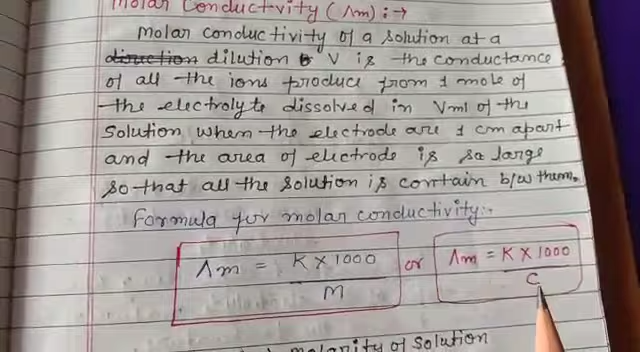 Molar Conductivity (Λm) :→
Molar conductivity of a solution at a
diruction dilution V is the conductance
of all the ions produce from 1 mole of
the electrolyte dissolved in Vml of the
Solution when the electrode are 1 cm apart
and the area of electrode is so large
so that all the solution is contain b/w them.
formula for molar conductivity:-
Λm = K × 1000 / M or Λm = K × 1000 / C
molarity of solution